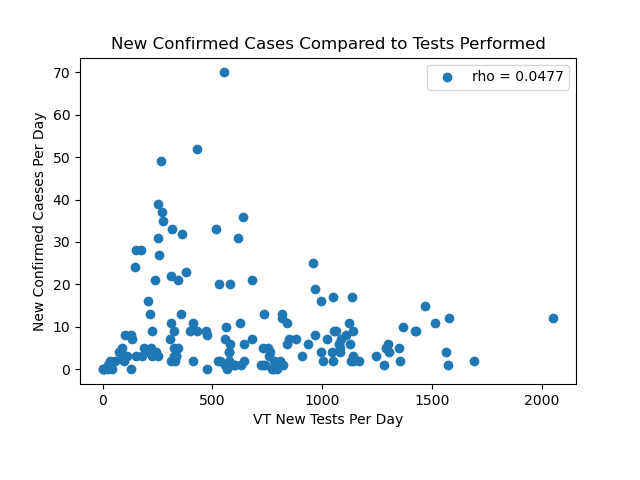 New Confirmed Cases Compared to Tests Performed
rho = 0.0477
New Confirmed Caeses Per Day
70
60
50
40
30
20
10
0
0 500 1000 1500 2000
VT New Tests Per Day